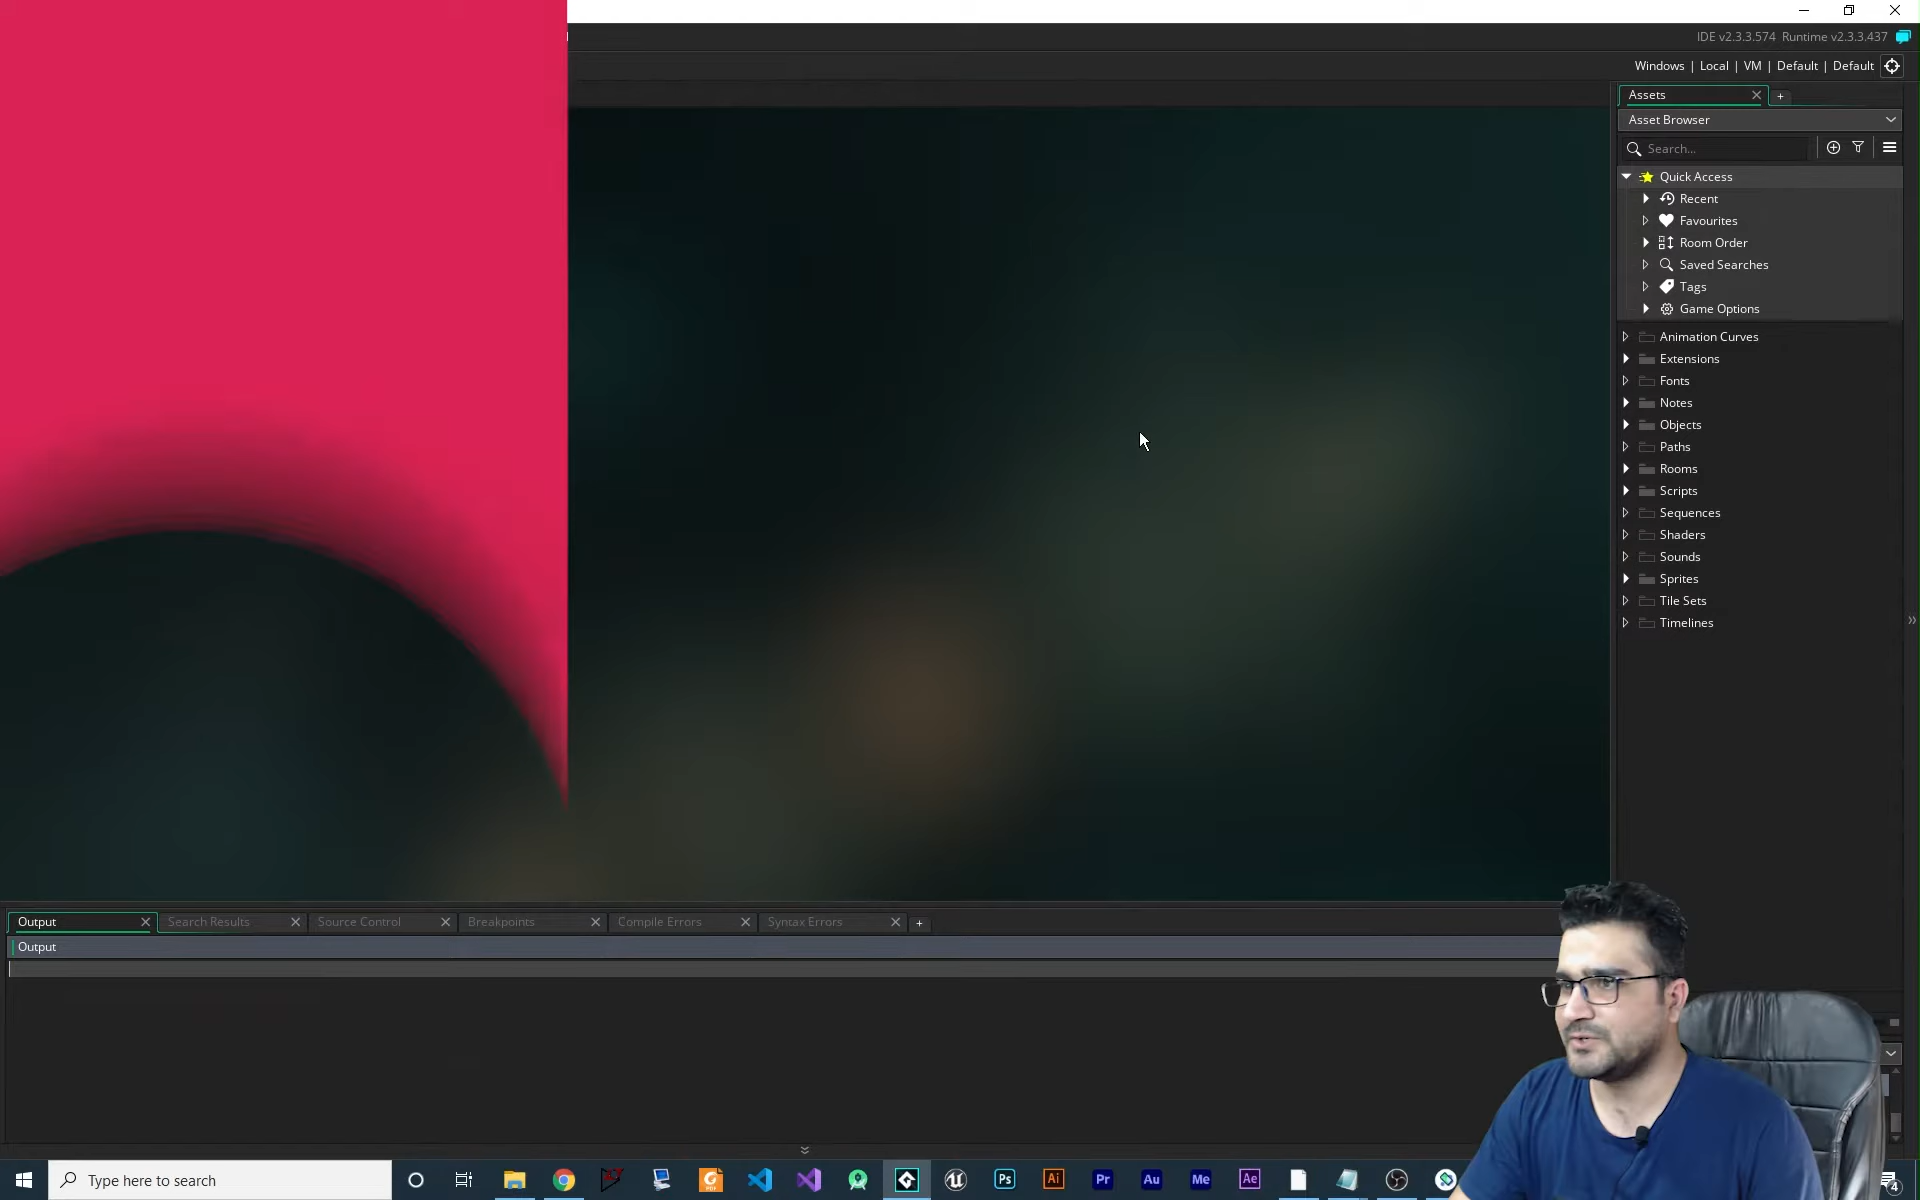 IDE v2.3.3.574 Runtime v2.3.3.437
Windows | Local | VM | Default | Default
Assets
Asset Browser
Search...
Quick Access
Recent
Favourites
Room Order
Saved Searches
Tags
Game Options
Animation Curves
Extensions
Fonts
Notes
Objects
Paths
Rooms
Scripts
Sequences
Shaders
Sounds
Sprites
Tile Sets
Timelines
Output Search Results Source Control Breakpoints Compile Errors Syntax Errors
Output
Type here to search
Ps Ai Pr Au Me Ae
4